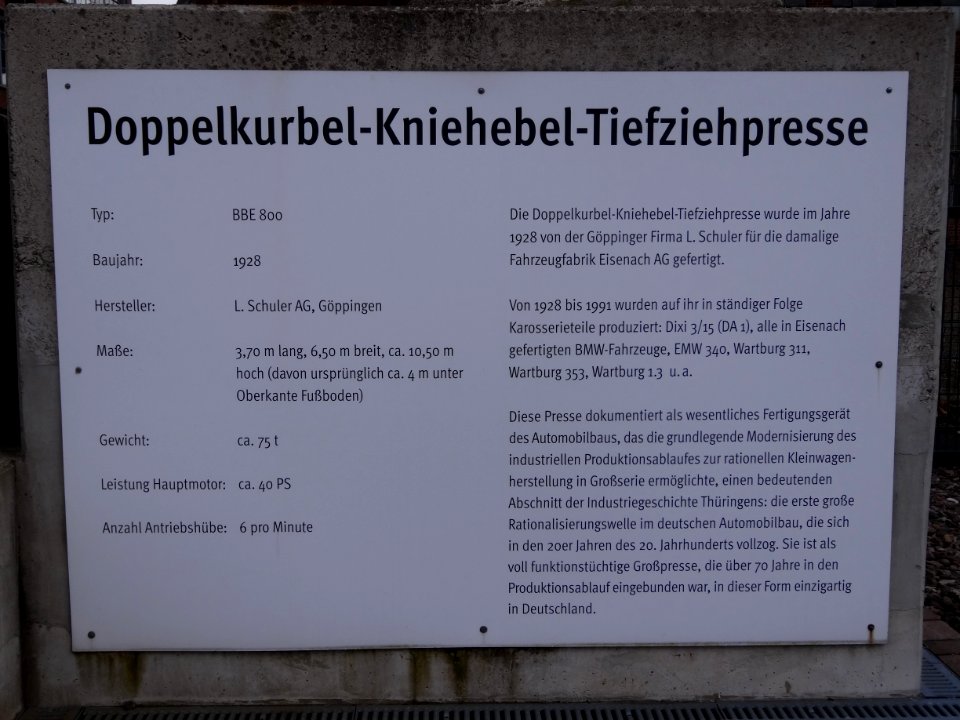 Doppelkurbel-Kniehebel-Tiefziehpresse
Typ: BBE 800
Baujahr: 1928
Hersteller: L. Schuler AG, Göppingen
Maße: 3,70 m lang, 6,50 m breit, ca. 10,50 m
hoch (davon ursprünglich ca. 4 m unter
Oberkante Fußboden)
Gewicht: ca. 75 t
Leistung Hauptmotor: ca. 40 PS
Anzahl Antriebshübe: 6 pro Minute
Die Doppelkurbel-Kniehebel-Tiefziehpresse wurde im Jahre
1928 von der Göppinger Firma L. Schuler für die damalige
Fahrzeugfabrik Eisenach AG gefertigt.
Von 1928 bis 1991 wurden auf ihr in ständiger Folge
Karosserieteile produziert: Dixi 3/15 (DA 1), alle in Eisenach
gefertigten BMW-Fahrzeuge, EMW 340, Wartburg 311,
Wartburg 353, Wartburg 1.3 u. a.
Diese Presse dokumentiert als wesentliches Fertigungsgerät
des Automobilbaus, das die grundlegende Modernisierung des
industriellen Produktionsablaufes zur rationellen Kleinwagen-
herstellung in Großserie ermöglichte, einen bedeutenden
Abschnitt der Industriegeschichte Thüringens: die erste große
Rationalisierungswelle im deutschen Automobilbau, die sich
in den 20er Jahren des 20. Jahrhunderts vollzog. Sie ist als
voll funktionstüchtige Großpresse, die über 70 Jahre in den
Produktionsablauf eingebunden war, in dieser Form einzigartig
in Deutschland.